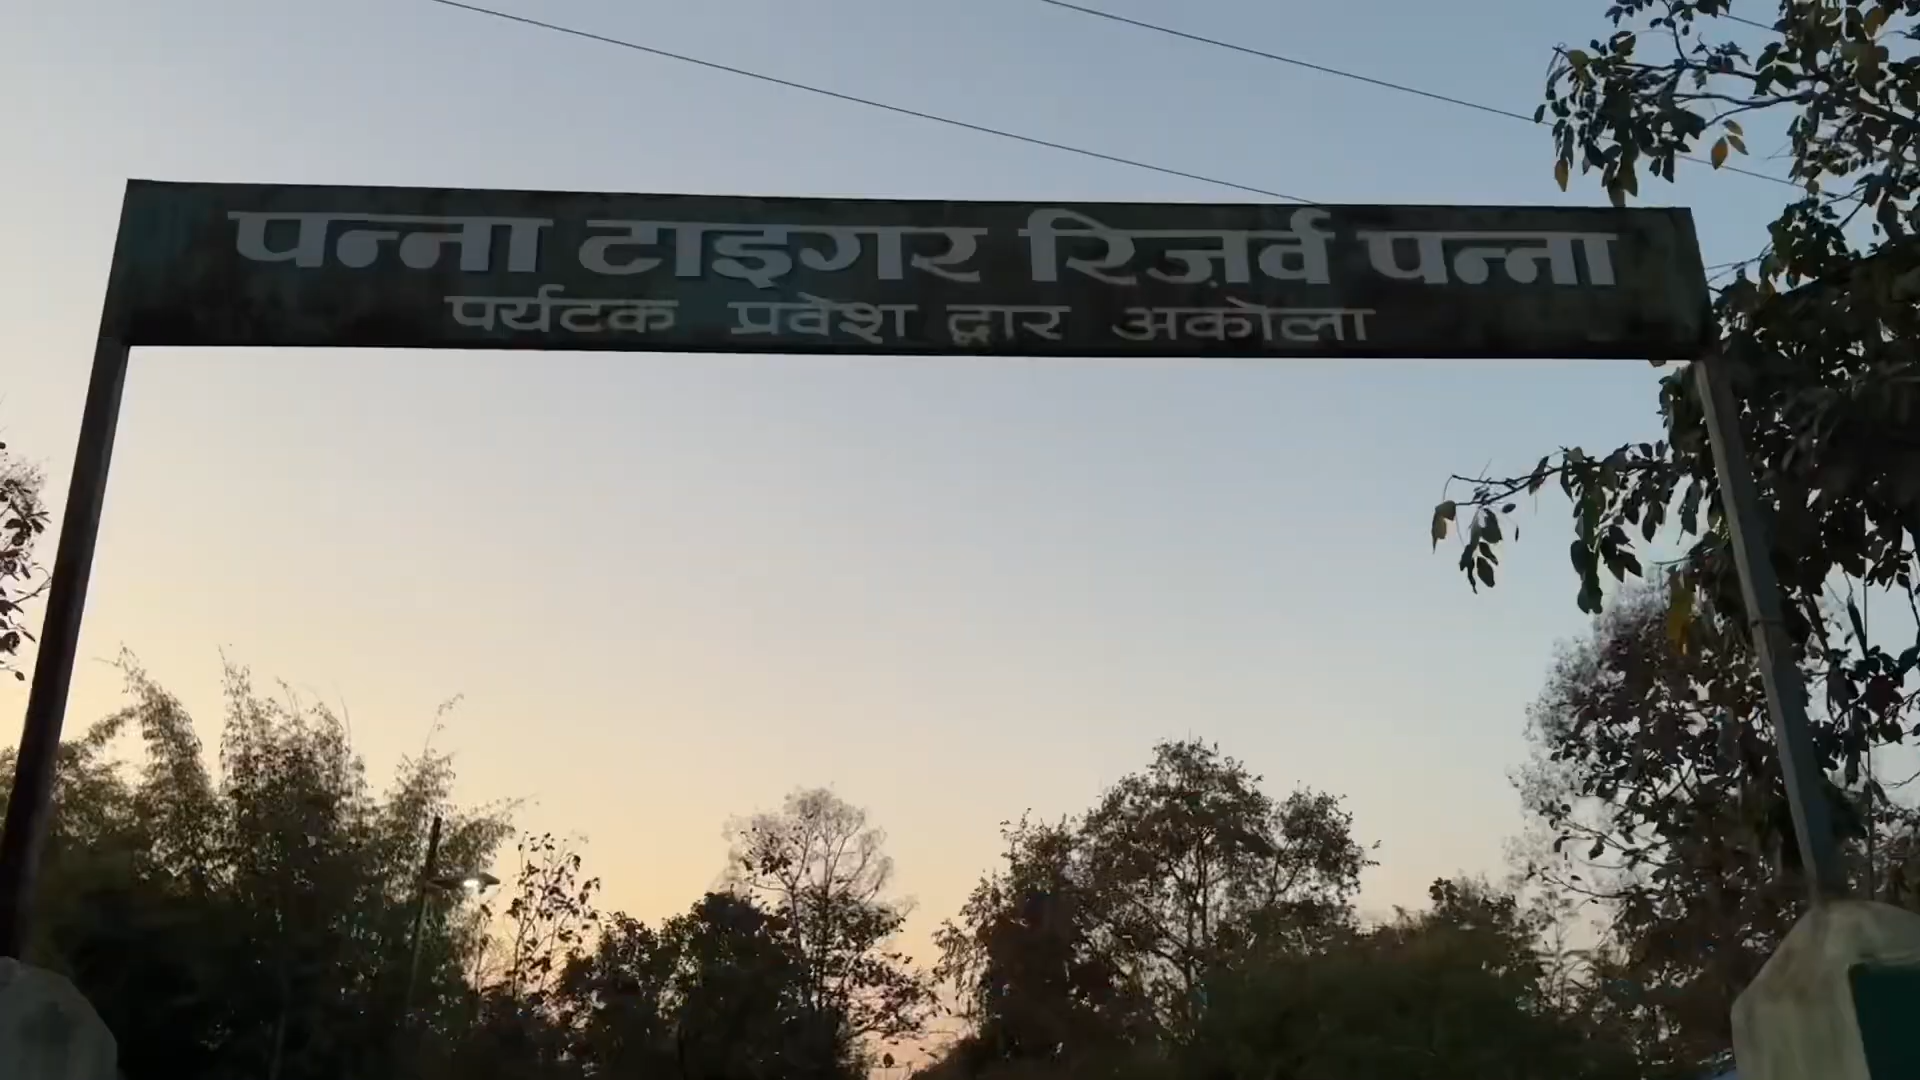 पन्ना टाइगर रिज़र्व पन्ना
पर्यटक प्रवेश द्वार अकोला